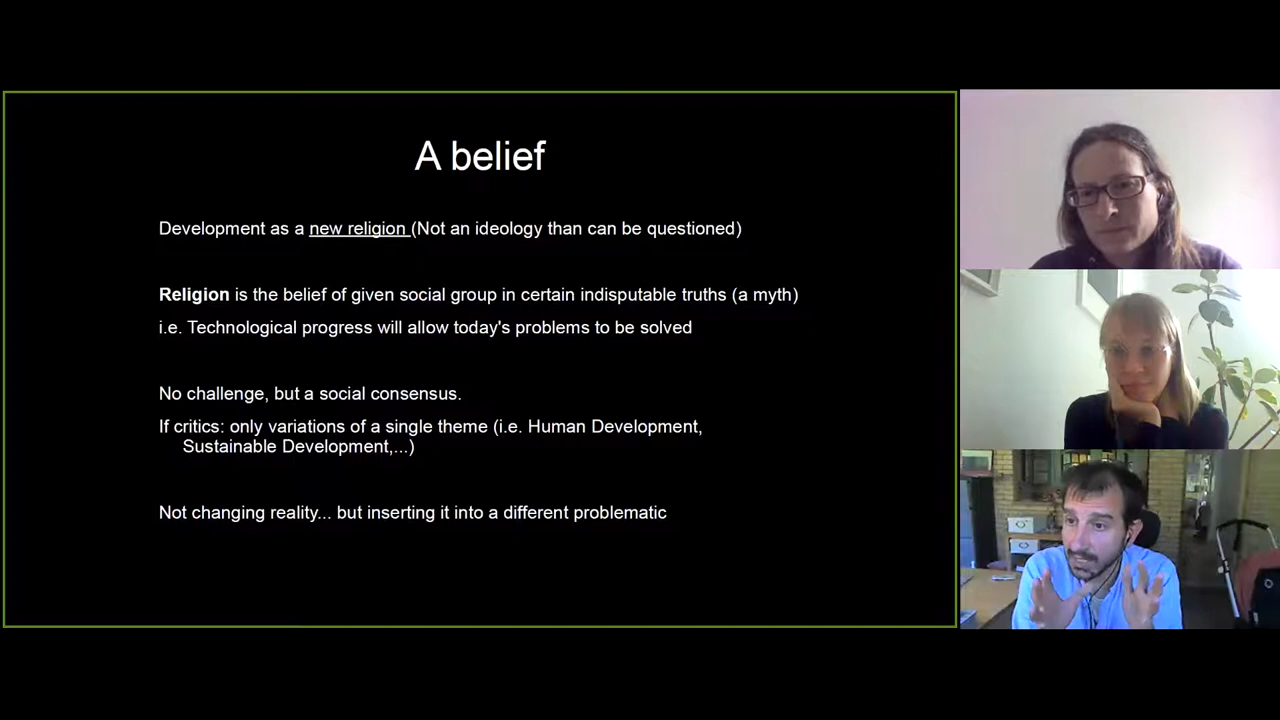 A belief
Development as a new religion (Not an ideology than can be questioned)
Religion is the belief of given social group in certain indisputable truths (a myth)
i.e. Technological progress will allow today's problems to be solved
No challenge, but a social consensus.
If critics: only variations of a single theme (i.e. Human Development,
Sustainable Development,...)
Not changing reality... but inserting it into a different problematic